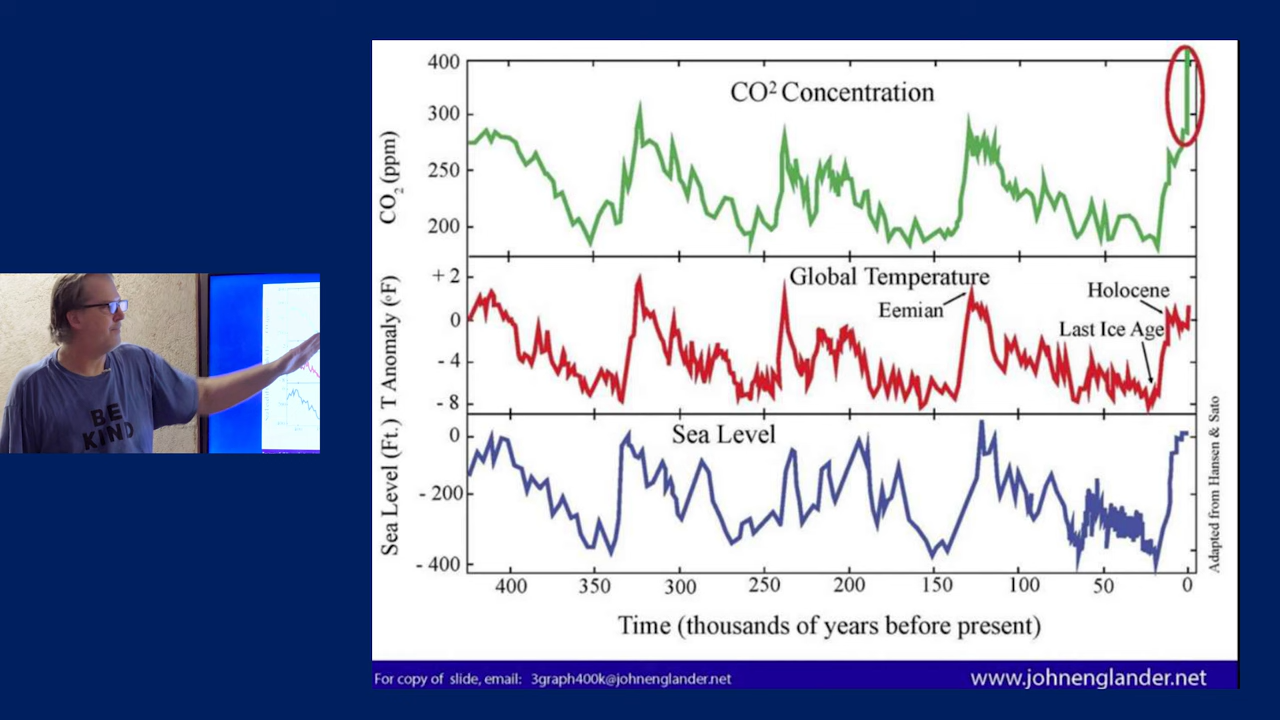 BE
KIND
CO² Concentration
CO₂ (ppm)
400
300
250
200
Global Temperature
T Anomaly (ᵒF)
+ 2
0
- 4
- 8
Eemian
Holocene
Last Ice Age
Sea Level
Sea Level (Ft.)
0
- 200
- 400
400 350 300 250 200 150 100 50 0
Time (thousands of years before present)
Adapted from Hansen & Sato
For copy of slide, email: 3graph400k@johnenglander.net
www.johnenglander.net